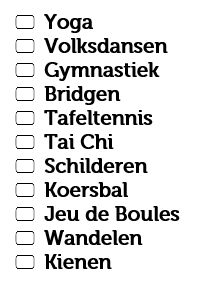 Yoga
Volksdansen
Gymnastiek
Bridgen
Tafeltennis
Tai Chi
Schilderen
Koersbal
Jeu de Boules
Wandelen
Kienen